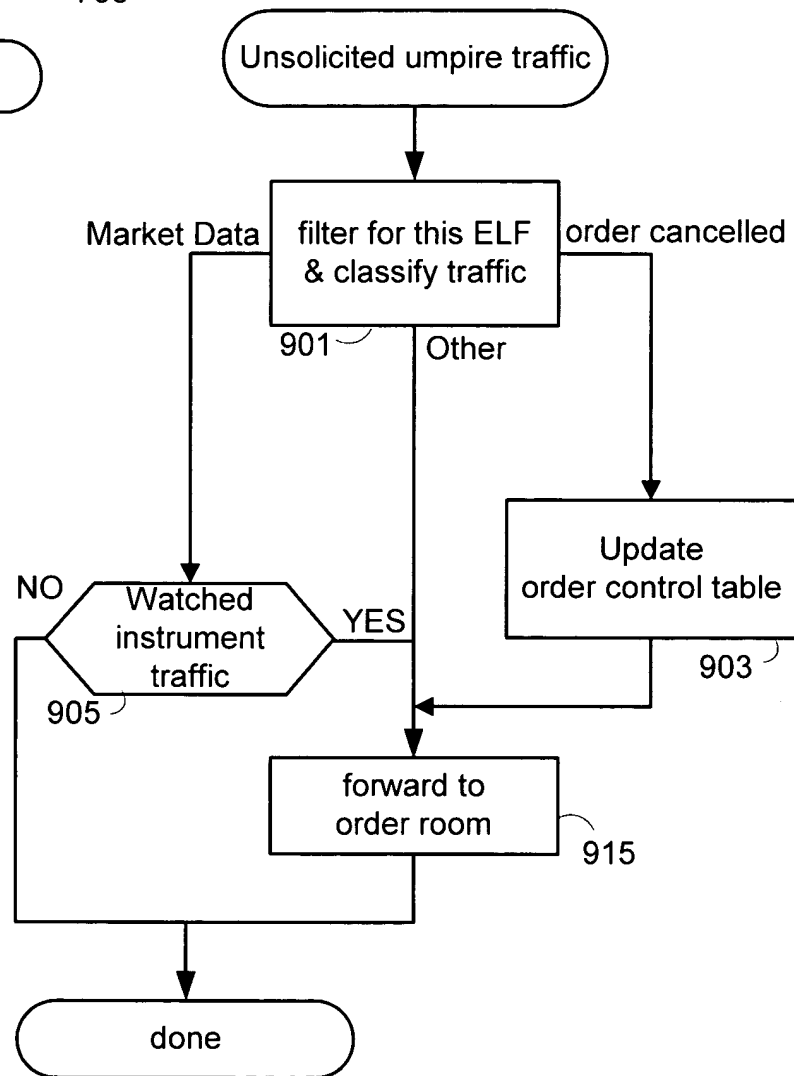 Unsolicited umpire traffic
Market Data
filter for this ELF
& classify traffic
order cancelled
901
Other
Update
order control table
903
NO
Watched
instrument
traffic
YES
905
forward to
order room
915
done